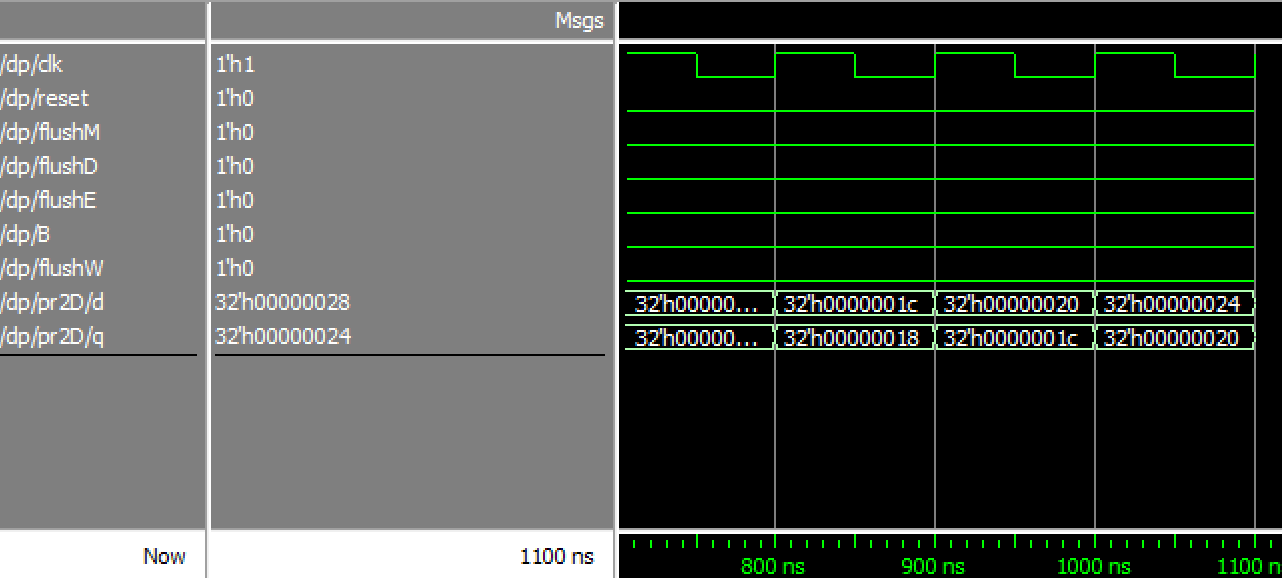 Msgs
/dp/clk 1'h1
/dp/reset 1'h0
/dp/flushM 1'h0
/dp/flushD 1'h0
/dp/flushE 1'h0
/dp/B 1'h0
/dp/flushW 1'h0
/dp/pr2D/d 32'h00000028 32'h00000... 32'h0000001c 32'h00000020 32'h00000024
/dp/pr2D/q 32'h00000024 32'h00000... 32'h00000018 32'h0000001c 32'h00000020
Now 1100 ns
800 ns 900 ns 1000 ns 1100 n